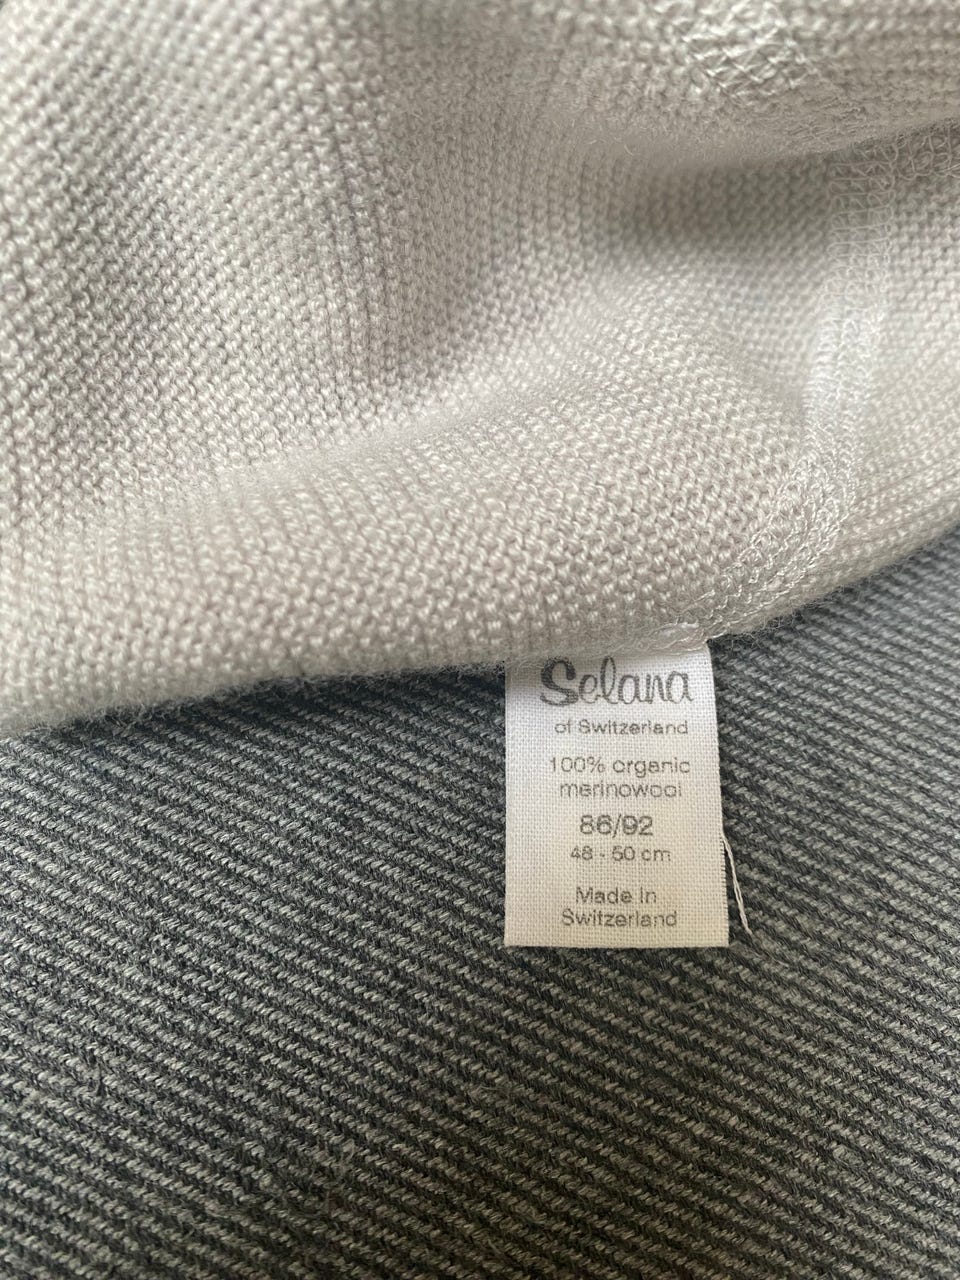 Selana
of Switzerland
100% organic
merinowool
86/92
48 - 50 cm
Made in
Switzerland